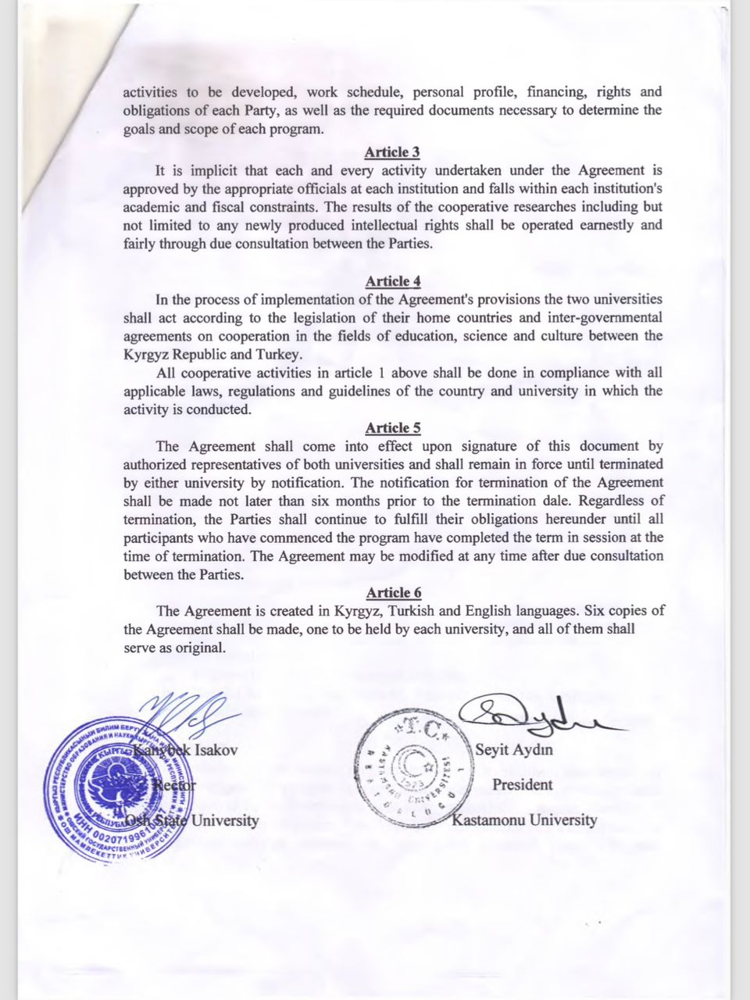 activities to be developed, work schedule, personal profile, financing, rights and
obligations of each Party, as well as the required documents necessary to determine the
goals and scope of each program.
Article 3
It is implicit that each and every activity undertaken under the Agreement is
approved by the appropriate officials at each institution and falls within each institution's
academic and fiscal constraints. The results of the cooperative researches including but
not limited to any newly produced intellectual rights shall be operated earnestly and
fairly through due consultation between the Parties.
Article 4
In the process of implementation of the Agreement's provisions the two universities
shall act according to the legislation of their home countries and inter-governmental
agreements on cooperation in the fields of education, science and culture between the
Kyrgyz Republic and Turkey.
All cooperative activities in article 1 above shall be done in compliance with all
applicable laws, regulations and guidelines of the country and university in which the
activity is conducted.
Article 5
The Agreement shall come into effect upon signature of this document by
authorized representatives of both universities and shall remain in force until terminated
by either university by notification. The notification for termination of the Agreement
shall be made not later than six months prior to the termination dale. Regardless of
termination, the Parties shall continue to fulfill their obligations hereunder until all
participants who have commenced the program have completed the term in session at the
time of termination. The Agreement may be modified at any time after due consultation
between the Parties.
Article 6
The Agreement is created in Kyrgyz, Turkish and English languages. Six copies of
the Agreement shall be made, one to be held by each university, and all of them shall
serve as original.
Kanybek Isakov
Rector
Osh State University
Seyit Aydın
President
Kastamonu University
T.C.
KASTAMONU ÜNİVERSİTESİ
REKTÖRLÜĞÜ